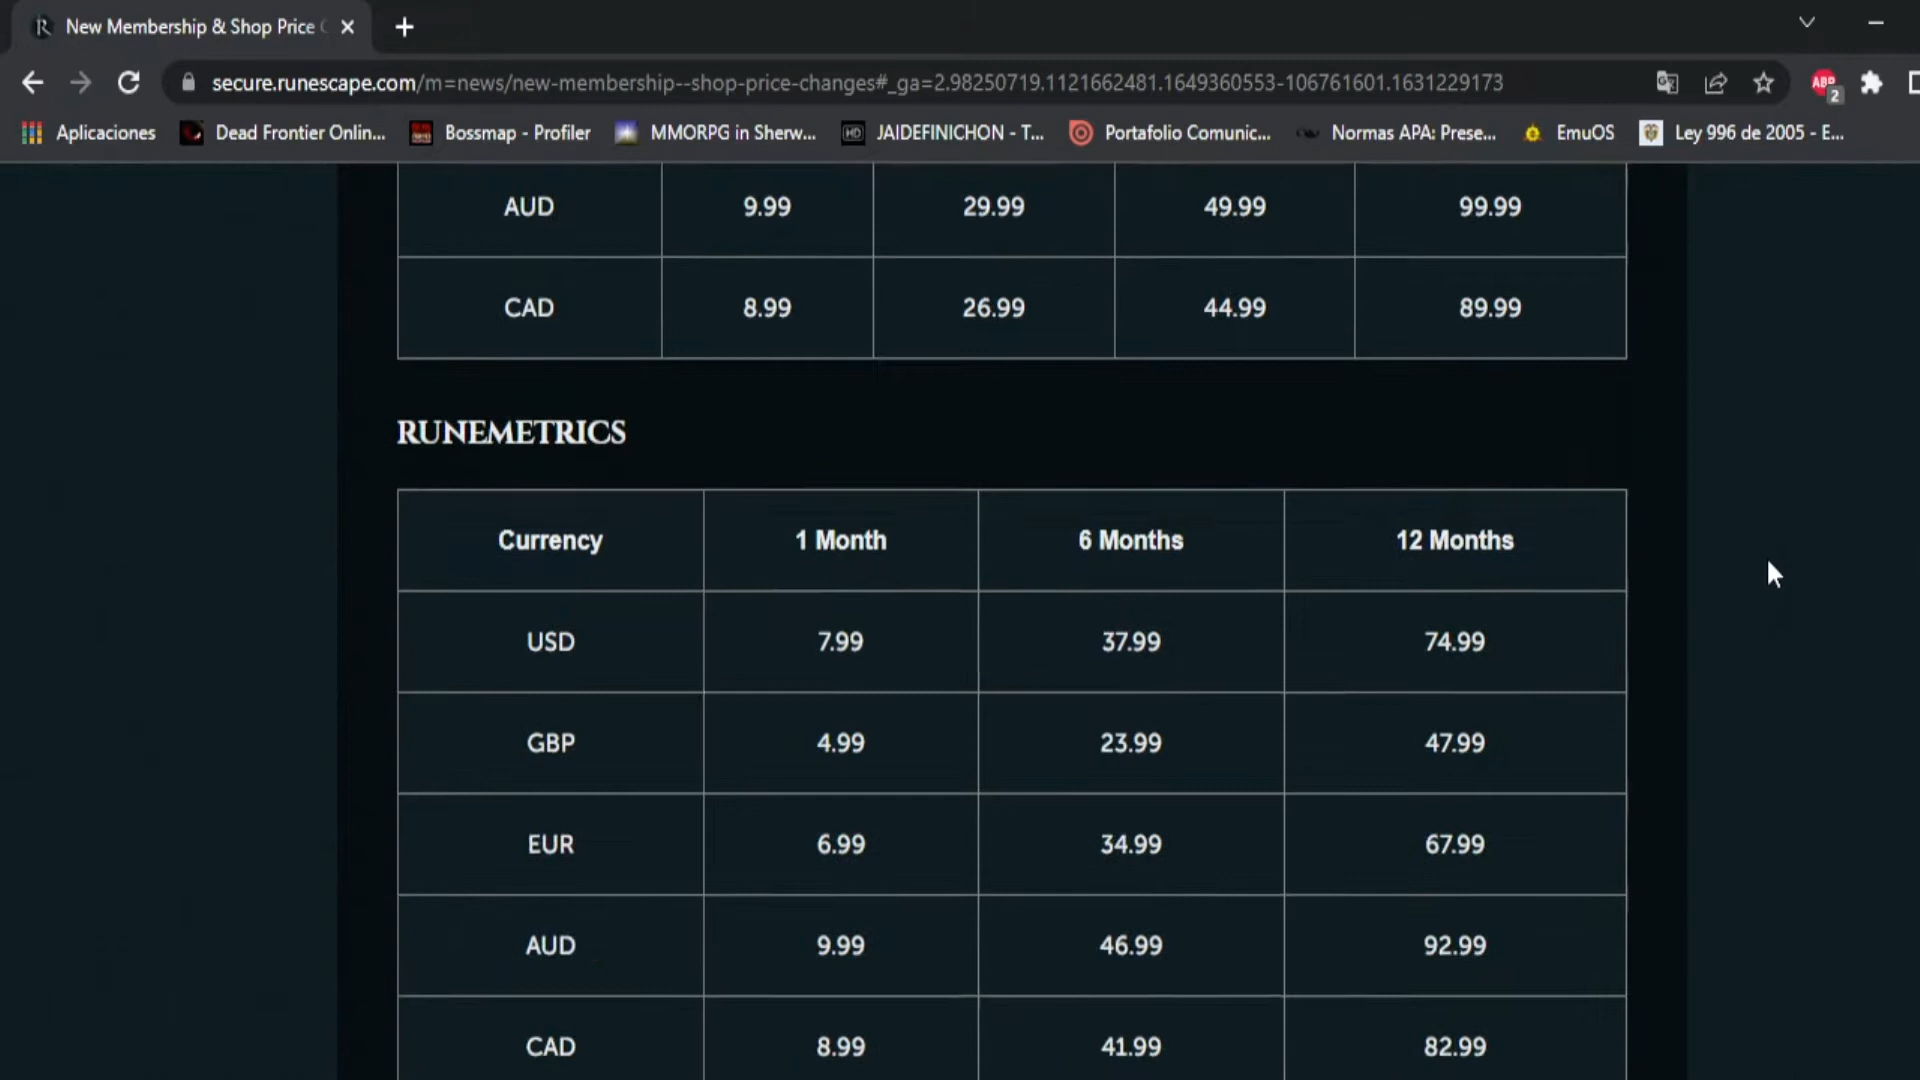 New Membership & Shop Price
secure.runescape.com/m=news/new-membership--shop-price-changes#_ga=2.98250719.1121662481.1649360553-106761601.1631229173
ABP
2
Aplicaciones Dead Frontier Onlin... Bossmap - Profiler MMORPG in Sherw... HD JAIDEFINICHON - T... Portafolio Comunic... Normas APA: Prese... EmuOS Ley 996 de 2005 - E...
AUD 9.99 29.99 49.99 99.99
CAD 8.99 26.99 44.99 89.99
RUNEMETRICS
Currency 1 Month 6 Months 12 Months
USD 7.99 37.99 74.99
GBP 4.99 23.99 47.99
EUR 6.99 34.99 67.99
AUD 9.99 46.99 92.99
CAD 8.99 41.99 82.99